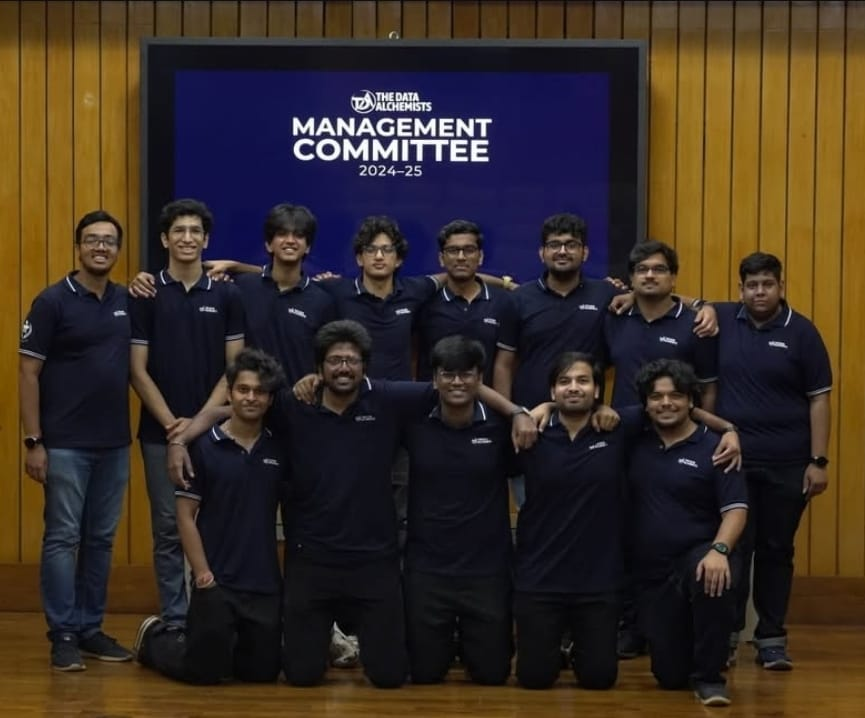 THE DATA
ALCHEMISTS
MANAGEMENT
COMMITTEE
2024–25